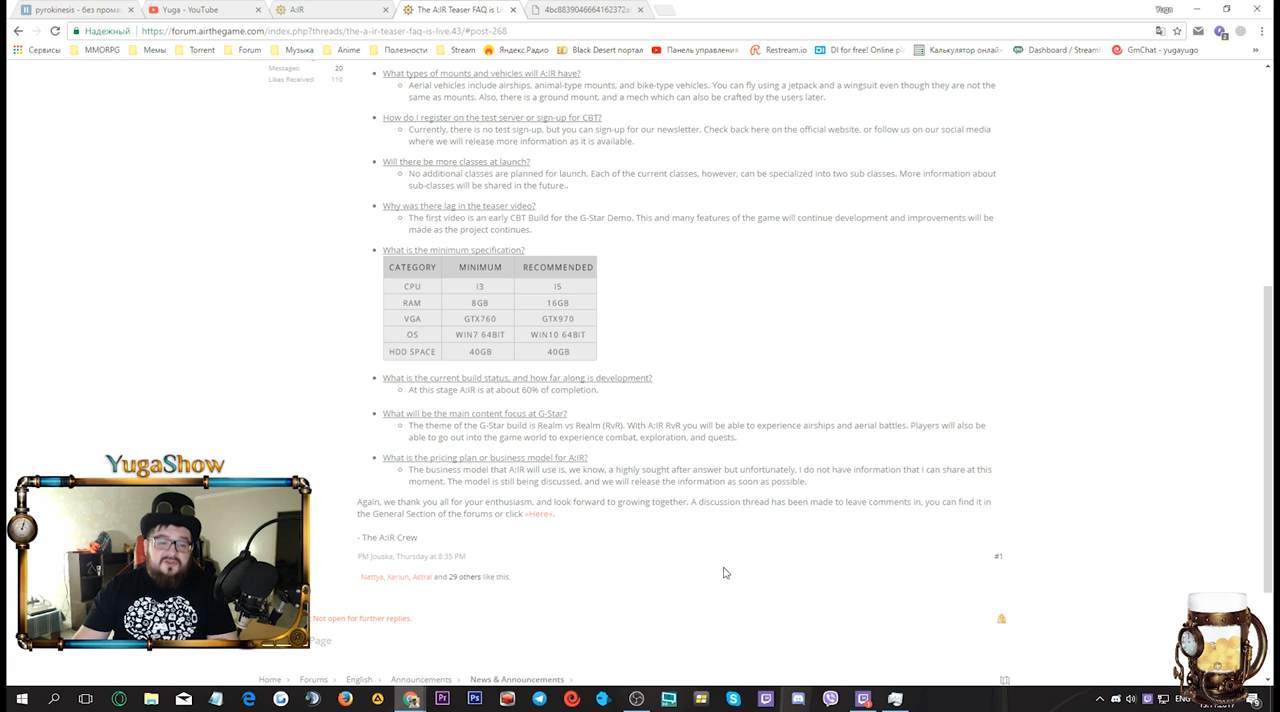 pyrokinesis - без пров
Yuga - YouTube
A:IR
The A:IR Teaser FAQ is L
4bc8839046664162372a
Yuga
Надежный
https://forum.airthegame.com/index.php?threads/the-a-ir-teaser-faq-is-live.43/#post-268
Сервисы
MMORPG
Мемы
Torrent
Forum
Музыка
Anime
Полезности
Stream
Яндекс.Радио
Black Desert портал
Панель управления
Restream.io
DI for free! Online pl
Калькулятор онлай
Dashboard / Streaml
GmChat - yugayugo
Messages: 20
Likes Received: 110
What types of mounts and vehicles will A:IR have?
Aerial vehicles include airships, animal-type mounts, and bike-type vehicles. You can fly using a jetpack and a wingsuit even though they are not the
same as mounts. Also, there is a ground mount, and a mech which can also be crafted by the users later.
How do I register on the test server or sign-up for CBT?
Currently, there is no test sign-up, but you can sign-up for our newsletter. Check back here on the official website, or follow us on our social media
where we will release more information as it is available.
Will there be more classes at launch?
No additional classes are planned for launch. Each of the current classes, however, can be specialized into two sub classes. More information about
sub-classes will be shared in the future..
Why was there lag in the teaser video?
The first video is an early CBT Build for the G-Star Demo. This and many features of the game will continue development and improvements will be
made as the project continues.
What is the minimum specification?
CATEGORY MINIMUM RECOMMENDED
CPU I3 I5
RAM 8GB 16GB
VGA GTX760 GTX970
OS WIN7 64BIT WIN10 64BIT
HDD SPACE 40GB 40GB
What is the current build status, and how far along is development?
At this stage A:IR is at about 60% of completion.
What will be the main content focus at G-Star?
The theme of the G-Star build is Realm vs Realm (RvR). With A:IR RvR you will be able to experience airships and aerial battles. Players will also be
able to go out into the game world to experience combat, exploration, and quests.
What is the pricing plan or business model for A:IR?
The business model that A:IR will use is, we know, a highly sought after answer but unfortunately, I do not have information that i can share at this
moment. The model is still being discussed, and we will release the information as soon as possible.
Again, we thank you all for your enthusiasm, and look forward to growing together. A discussion thread has been made to leave comments in, you can find it in
the General Section of the forums or click »Here«.
- The A:IR Crew
PM Jouska, Thursday at 8:35 PM
#1
Nattya, Xarlun, Astral and 29 others like this.
YugaShow
Not open for further replies.
Page
Home
Forums
English
Announcements
News & Announcements
ENG